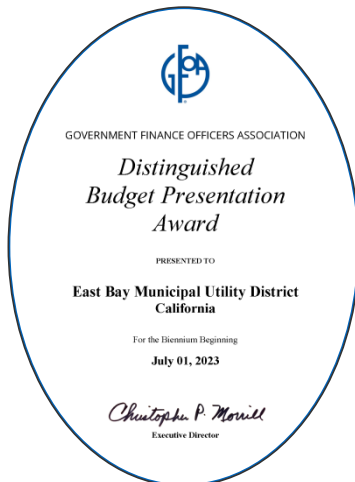 GFOA
GOVERNMENT FINANCE OFFICERS ASSOCIATION
Distinguished
Budget Presentation
Award
PRESENTED TO
East Bay Municipal Utility District
California
For the Biennium Beginning
July 01, 2023
Christopher P. Morrill
Executive Director